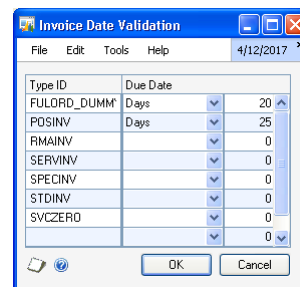 Invoice Date Validation
File Edit Tools Help 4/12/2017
Type ID Due Date
FULORD_DUMMY Days 20
POSINV Days 25
RMAINV 0
SERVINV 0
SPECINV 0
STDINV 0
SVCZERO 0
0
OK Cancel